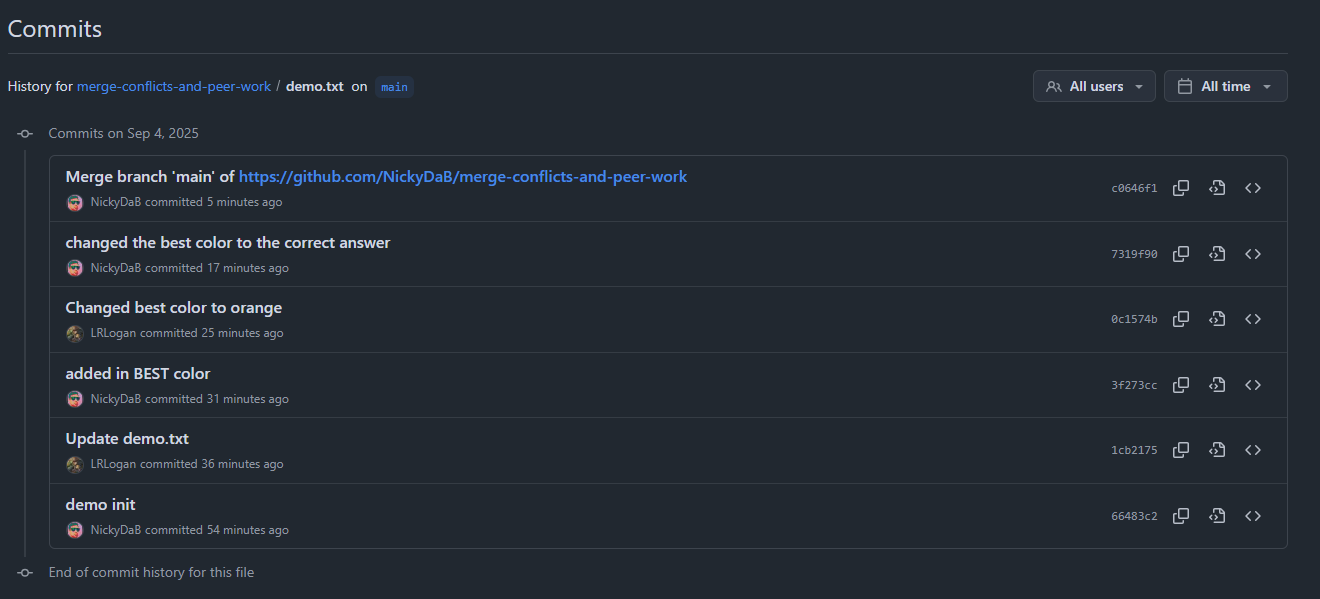 Commits
History for merge-conflicts-and-peer-work / demo.txt on main
All users
All time
Commits on Sep 4, 2025
Merge branch 'main' of https://github.com/NickyDaB/merge-conflicts-and-peer-work
NickyDaB committed 5 minutes ago
c0646f1
changed the best color to the correct answer
NickyDaB committed 17 minutes ago
7319f90
Changed best color to orange
LRLogan committed 25 minutes ago
0c1574b
added in BEST color
NickyDaB committed 31 minutes ago
3f273cc
Update demo.txt
LRLogan committed 36 minutes ago
1cb2175
demo init
NickyDaB committed 54 minutes ago
66483c2
End of commit history for this file